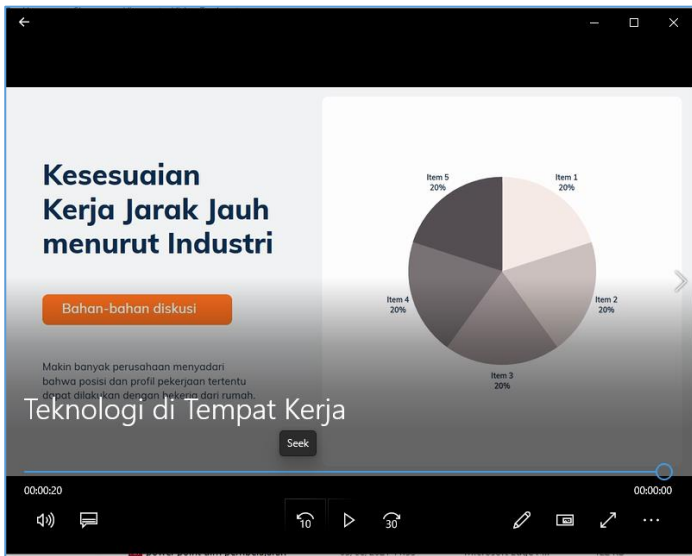 Kesesuaian
Kerja Jarak Jauh
menurut Industri
Bahan-bahan diskusi
Makin banyak perusahaan menyadari
bahwa posisi dan profil pekerjaan tertentu
dapat dilakukan dengan bekerja dari rumah.
Item 5
20%
Item 1
20%
Item 4
20%
Item 2
20%
Item 3
20%
Teknologi di Tempat Kerja
Seek
00:00:20
00:00:00
10
30